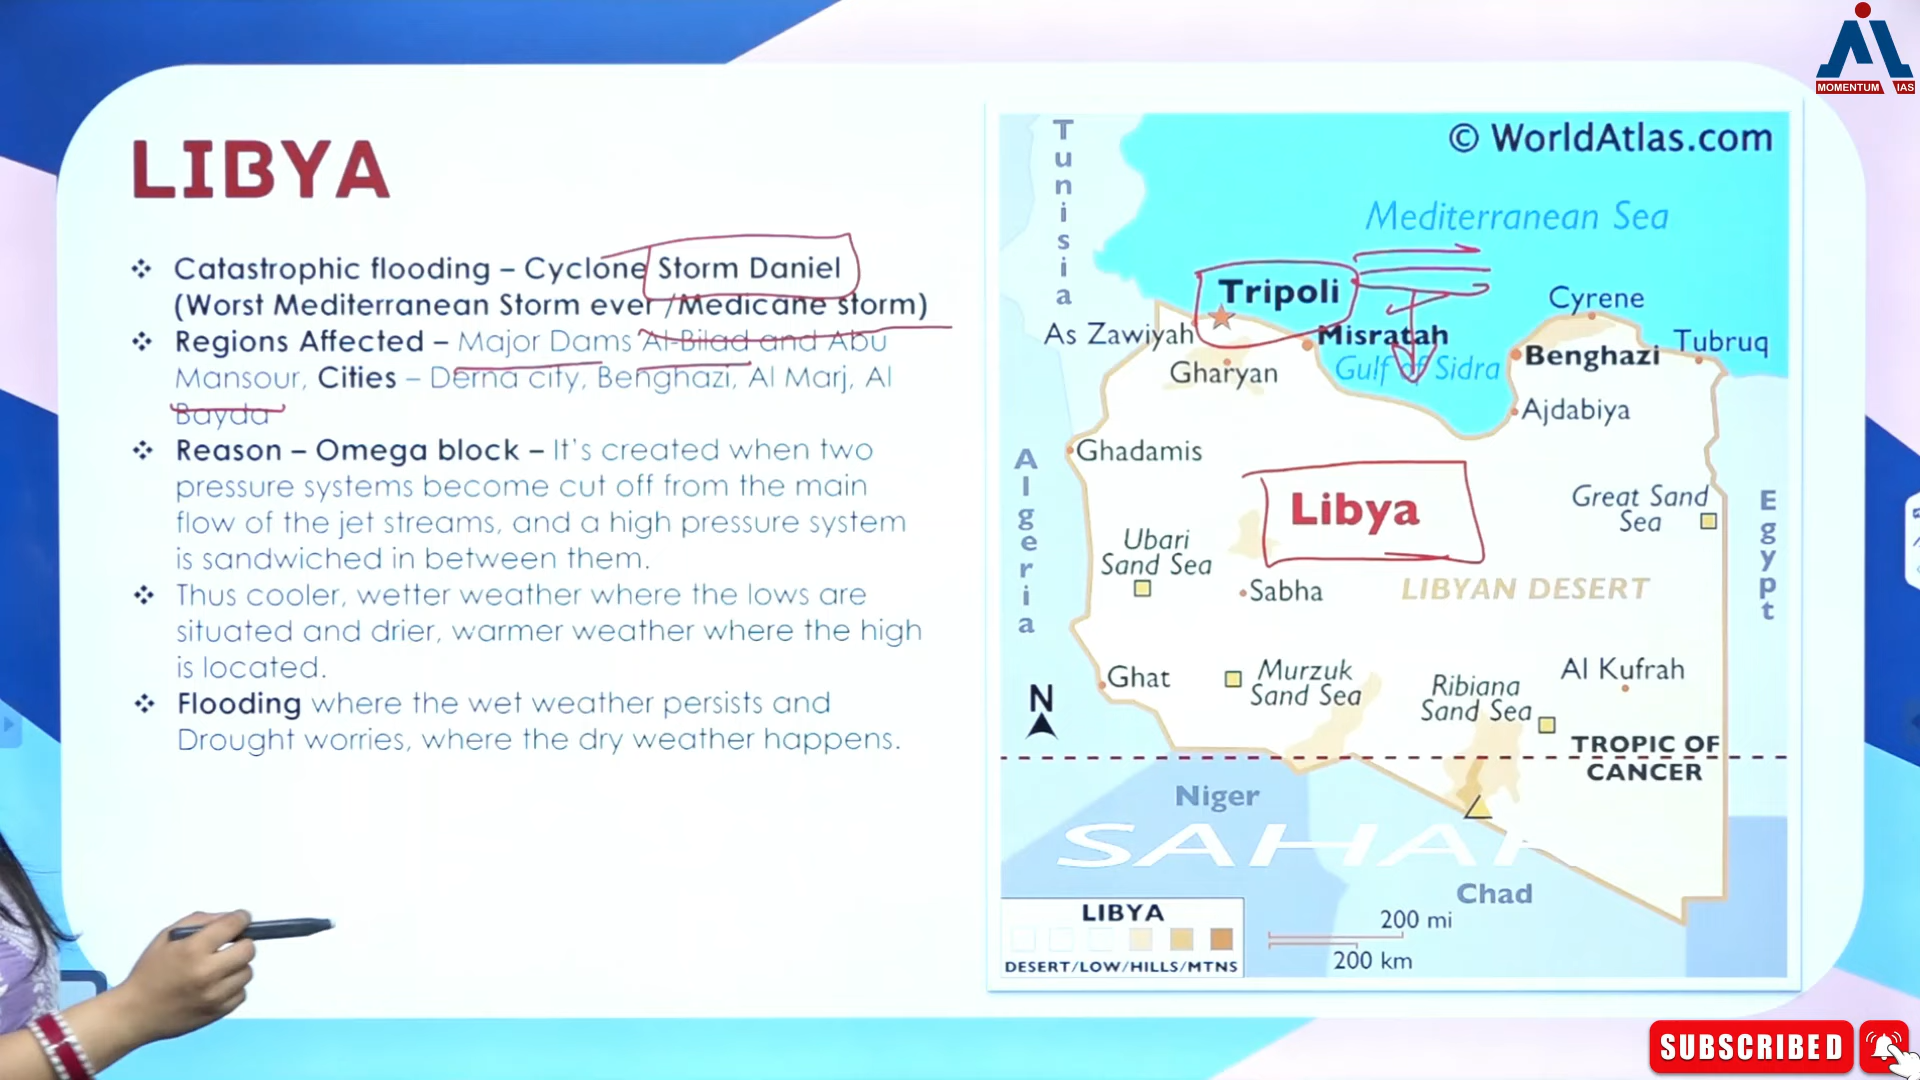 MOMENTUM IAS
LIBYA
Catastrophic flooding – Cyclone Storm Daniel
(Worst Mediterranean Storm ever /Medicane storm)
Regions Affected – Major Dams Al-Bilad and Abu
Mansour, Cities – Derna city, Benghazi, Al Marj, Al
Bayda
Reason – Omega block – It's created when two
pressure systems become cut off from the main
flow of the jet streams, and a high pressure system
is sandwiched in between them.
Thus cooler, wetter weather where the lows are
situated and drier, warmer weather where the high
is located.
Flooding where the wet weather persists and
Drought worries, where the dry weather happens.
© WorldAtlas.com
Tunisia
Mediterranean Sea
Tripoli
Cyrene
As Zawiyah
Misratah
Benghazi
Tubruq
Gharyan
Gulf of Sidra
Ajdabiya
Ghadamis
Algeria
Libya
Great Sand
Sea
Egypt
Ubari
Sand Sea
Sabha
LIBYAN DESERT
Ghat
Murzuk
Sand Sea
Ribiana
Sand Sea
Al Kufrah
N
TROPIC OF
CANCER
Niger
SAHAR
Chad
LIBYA
DESERT/LOW/HILLS/MTNS
200 mi
200 km
SUBSCRIBED